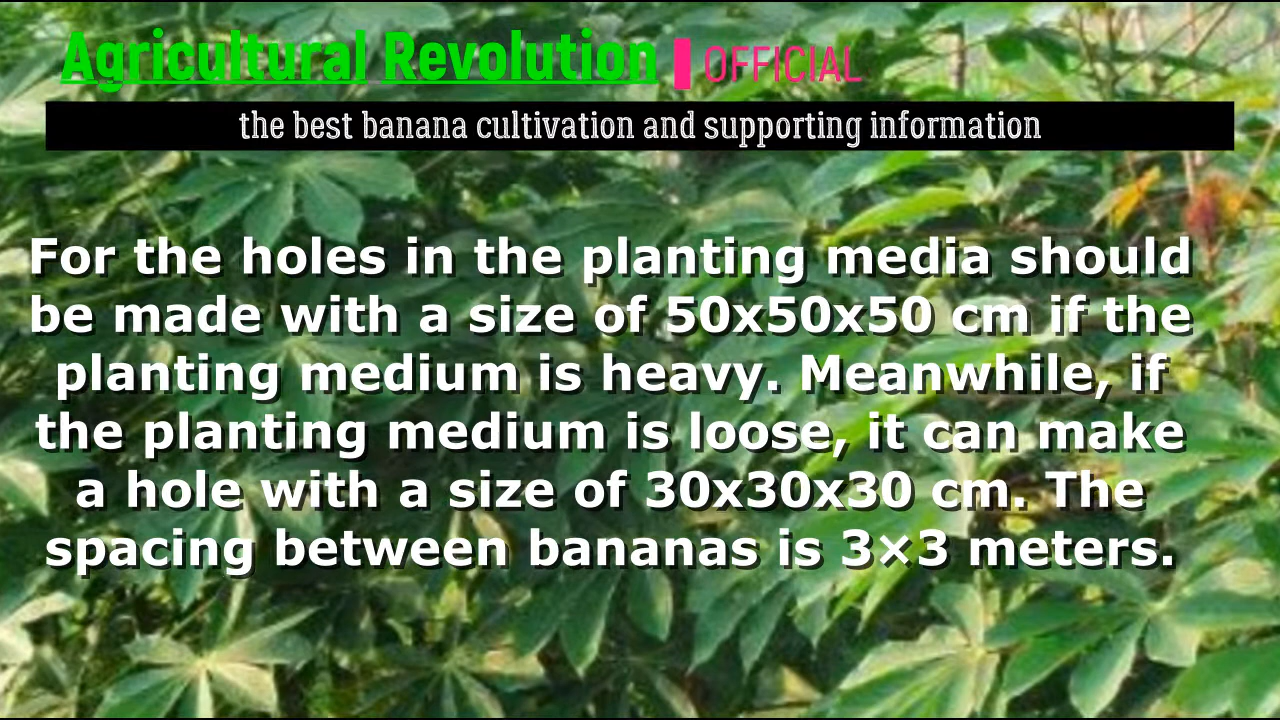 Agricultural Revolution OFFICIAL
the best banana cultivation and supporting information
For the holes in the planting media should
be made with a size of 50x50x50 cm if the
planting medium is heavy. Meanwhile, if
the planting medium is loose, it can make
a hole with a size of 30x30x30 cm. The
spacing between bananas is 3×3 meters.